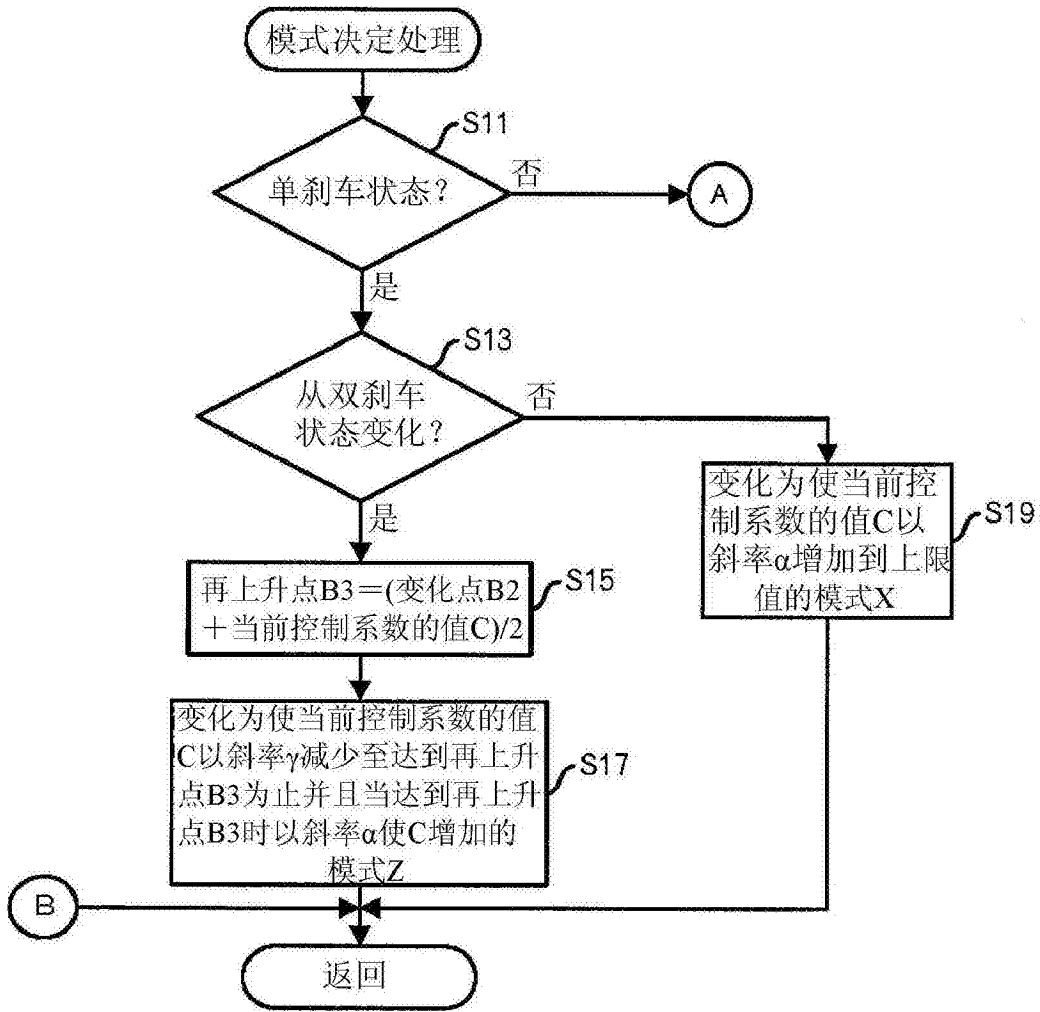 模式决定处理
S11
单刹车状态？
否
A
是
S13
从双刹车
状态变化？
否
是
变化为使当前控
制系数的值C以
斜率α增加到上限
值的模式X
S19
再上升点B3＝(变化点B2
＋当前控制系数的值C)/2
S15
变化为使当前控制系数的值
C以斜率γ减少至达到再上升
点B3为止并且当达到再上升
点B3时以斜率α使C增加的
模式Z
S17
B
返回